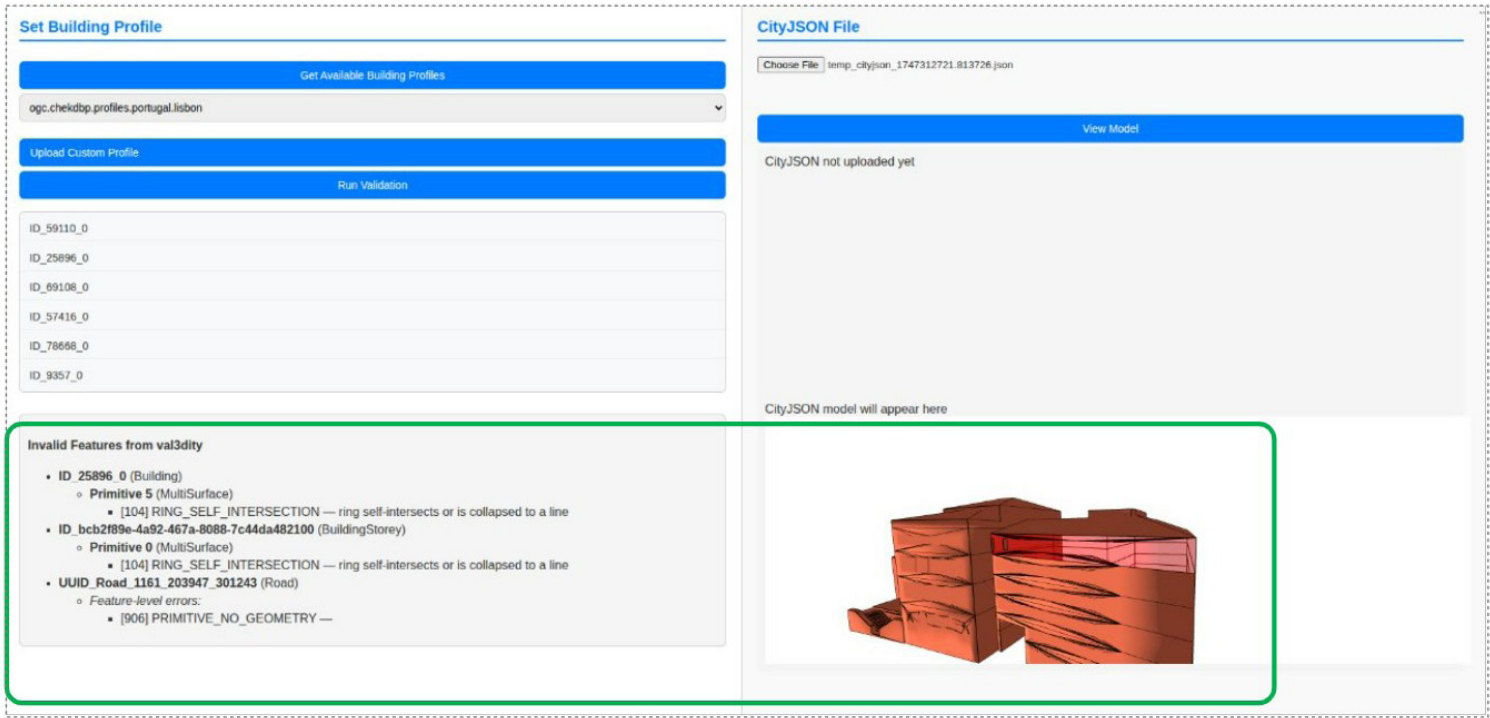 Set Building Profile
Get Available Building Profiles
ogc.chekdbp.profiles.portugal.lisbon
Upload Custom Profile
Run Validation
ID_59110_0
ID_25896_0
ID_69108_0
ID_57416_0
ID_78668_0
ID_9357_0
Invalid Features from val3dity
• ID_25896_0 (Building)
○ Primitive 5 (MultiSurface)
▪ [104] RING_SELF_INTERSECTION — ring self-intersects or is collapsed to a line
• ID_bcb2f89e-4a92-467a-8088-7c44da482100 (BuildingStorey)
○ Primitive 0 (MultiSurface)
▪ [104] RING_SELF_INTERSECTION — ring self-intersects or is collapsed to a line
• UUID_Road_1161_203947_301243 (Road)
○ Feature-level errors:
▪ [906] PRIMITIVE_NO_GEOMETRY —
CityJSON File
Choose File temp_cityjson_1747312721.813726.json
View Model
CityJSON not uploaded yet
CityJSON model will appear here